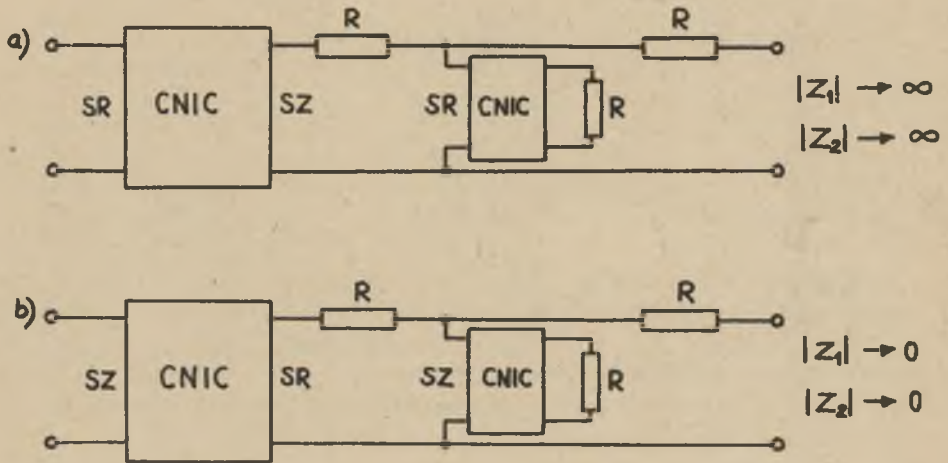 a)
R
R
SR CNIC SZ SR CNIC R
|Z₁| → ∞
|Z₂| → ∞
b)
R
R
SZ CNIC SR SZ CNIC R
|Z₁| → 0
|Z₂| → 0